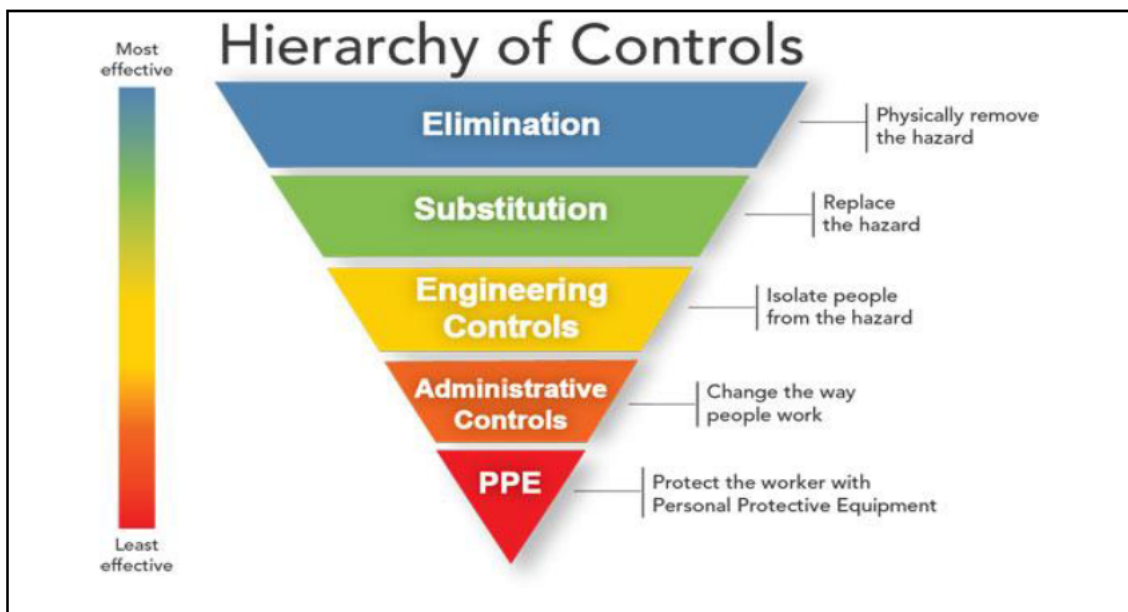 Hierarchy of Controls
Most
effective
Elimination
Physically remove
the hazard
Substitution
Replace
the hazard
Engineering
Controls
Isolate people
from the hazard
Administrative
Controls
Change the way
people work
PPE
Protect the worker with
Personal Protective Equipment
Least
effective